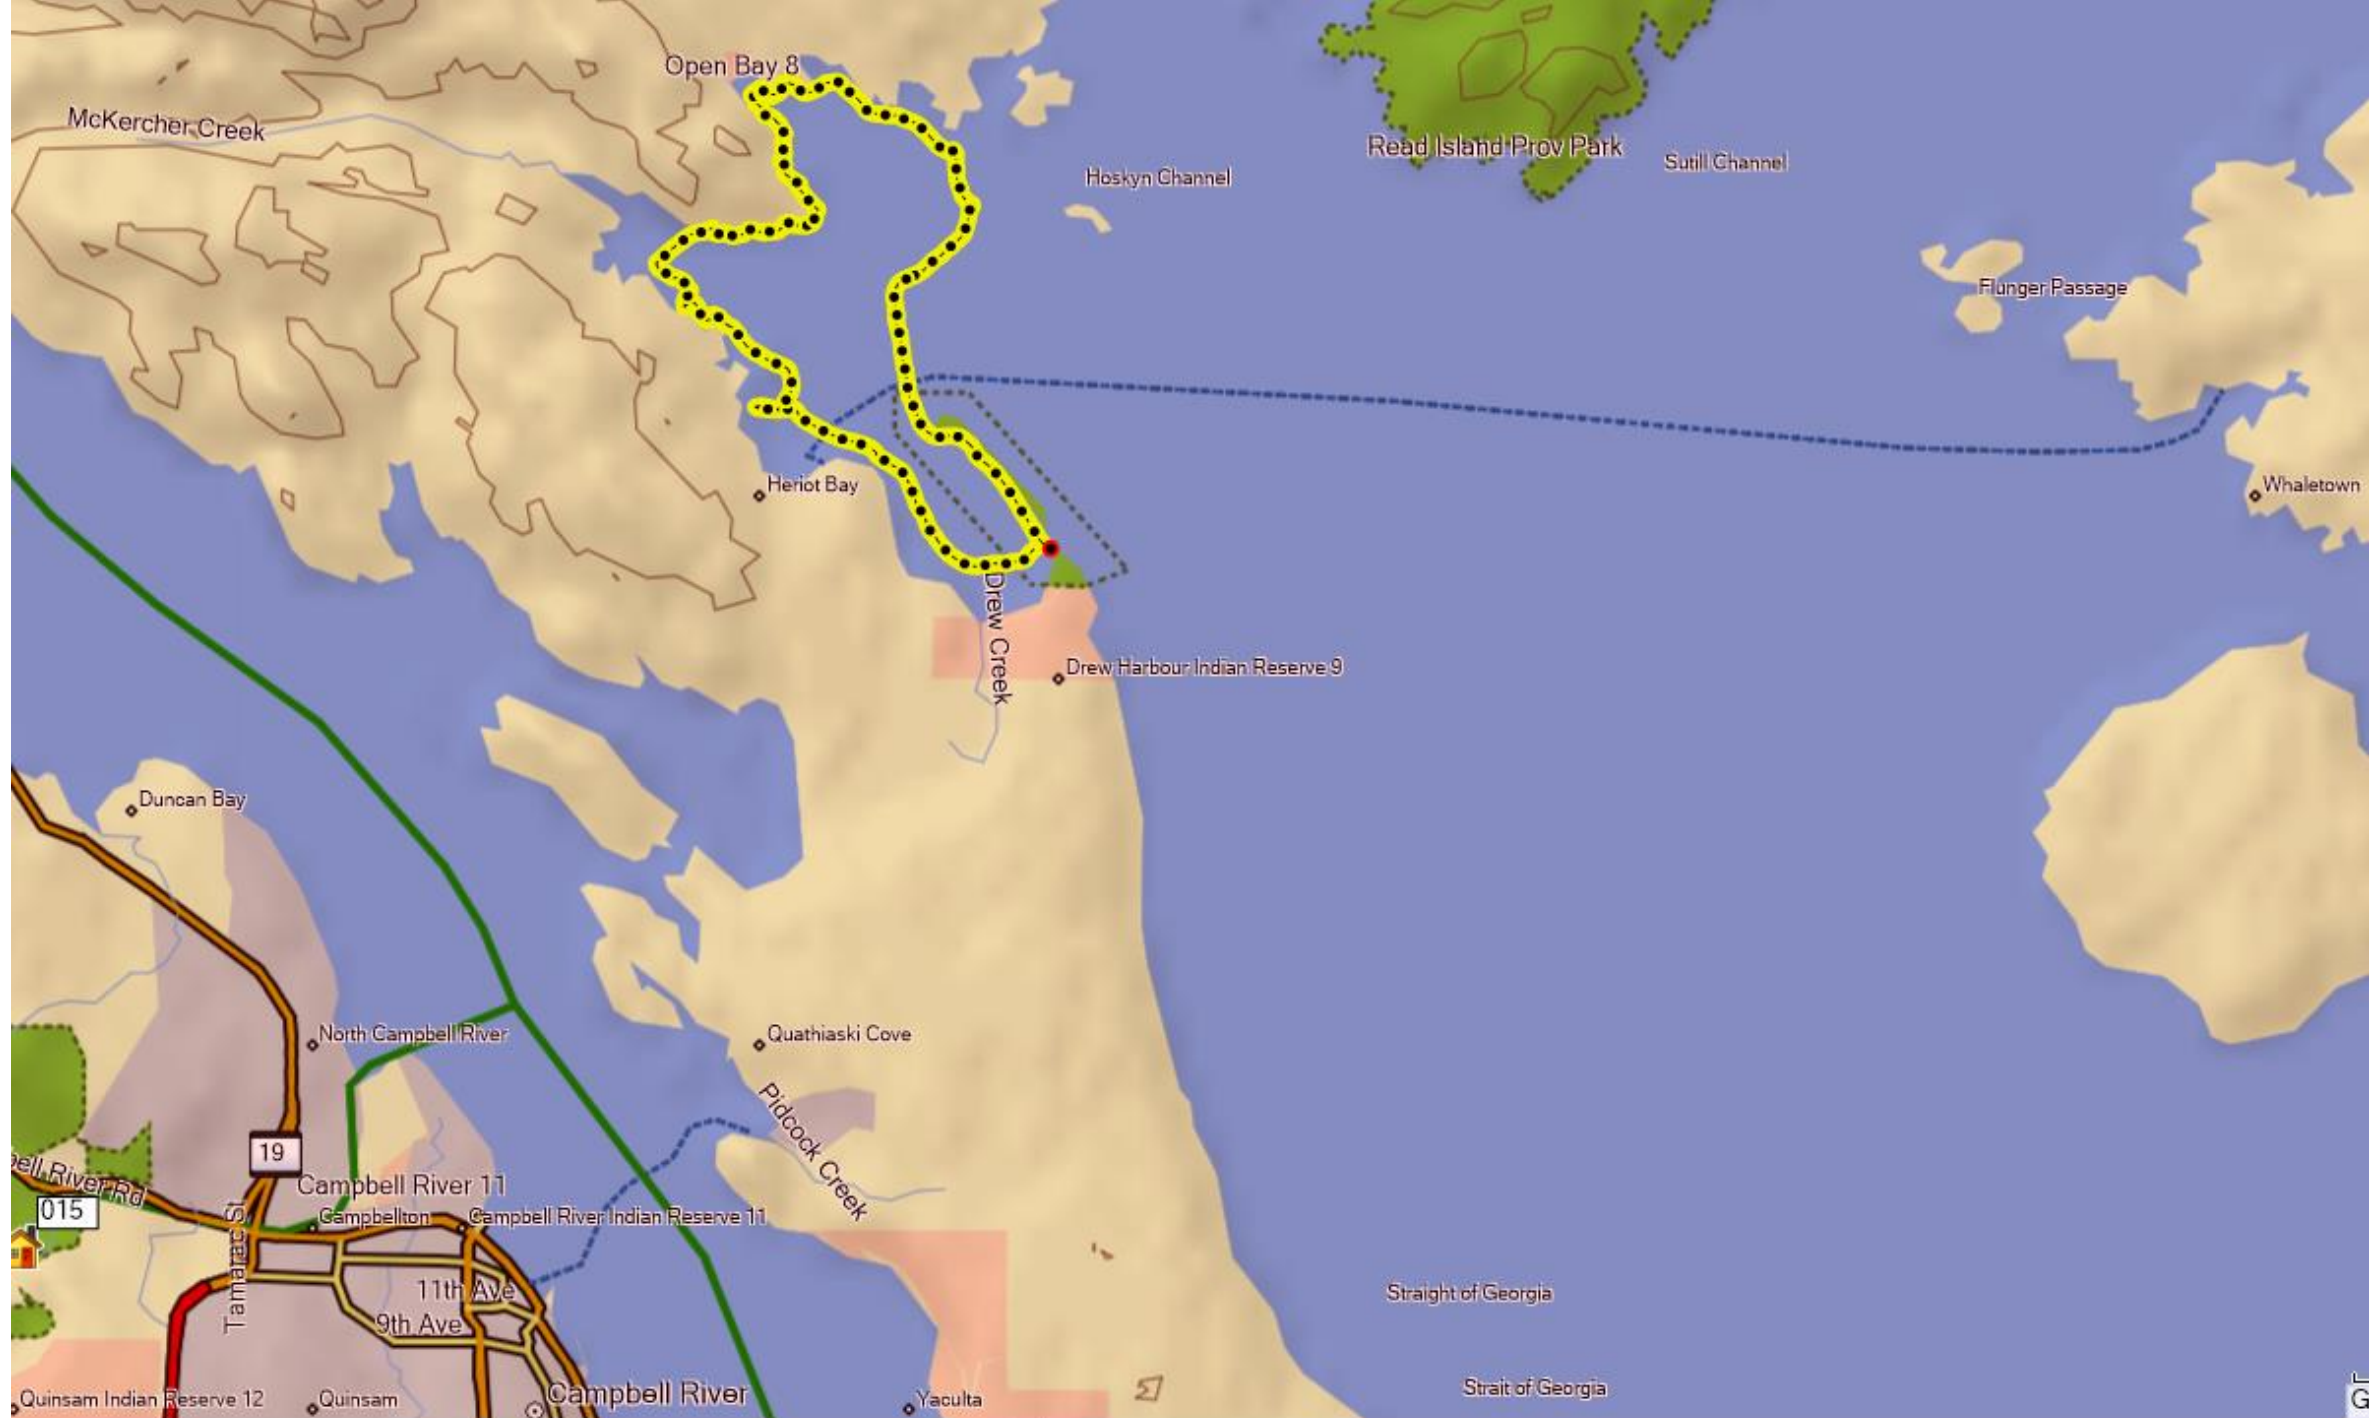 Open Bay 8
McKercher Creek
Read Island Prov Park
Sutill Channel
Hoskyn Channel
Flunger Passage
Heriot Bay
Whaletown
Drew Creek
Drew Harbour Indian Reserve 9
Duncan Bay
North Campbell River
Quathiaski Cove
Pidcock Creek
19
bell River Rd
Campbell River 11
015
Campbellton
Campbell River Indian Reserve 11
Tamarac St
11th Ave
9th Ave
Straight of Georgia
Strait of Georgia
Quinsam Indian Reserve 12
Quinsam
Campbell River
Yaculta
G